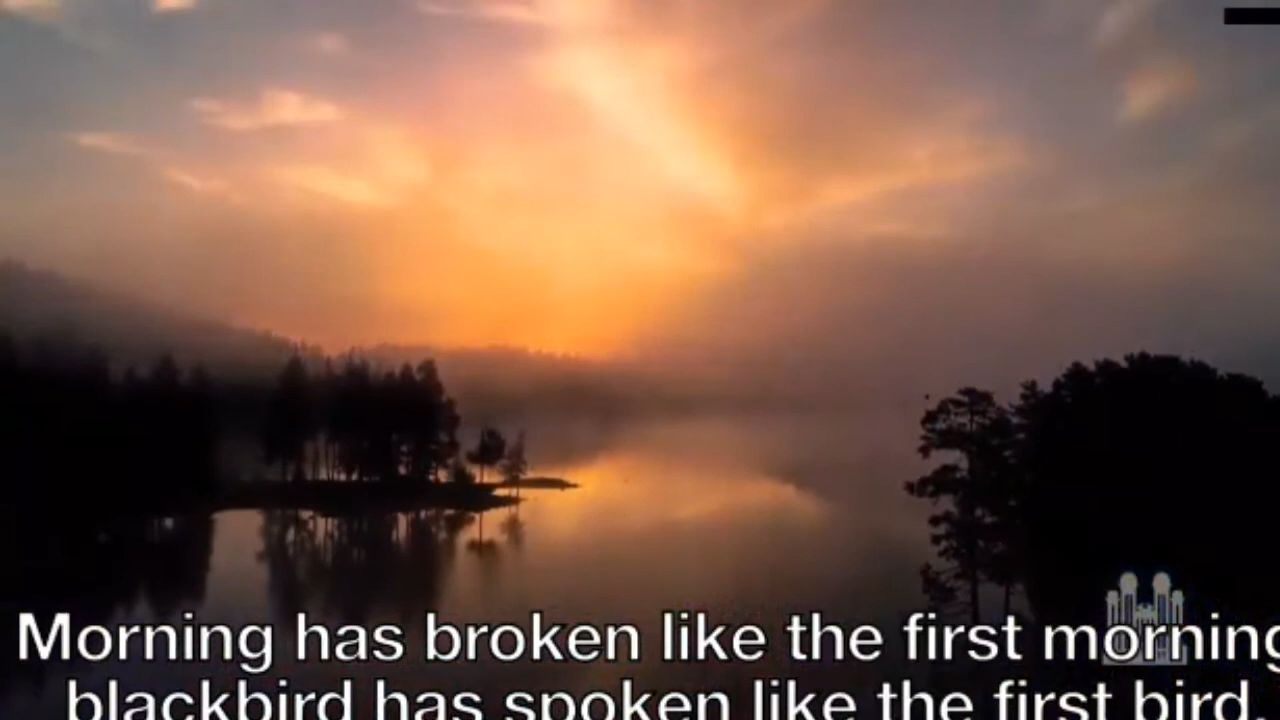 Morning has broken like the first morning
blackbird has spoken like the first bird.